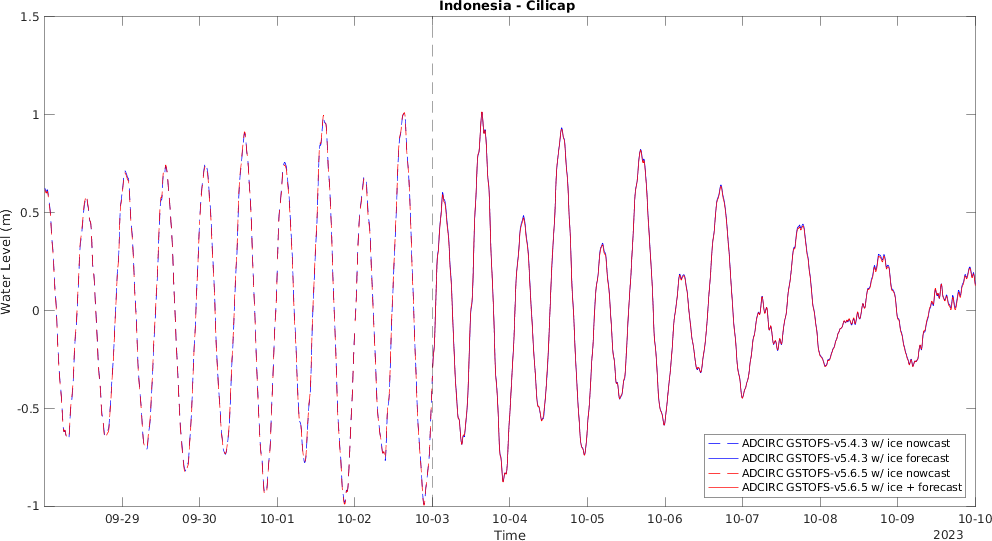 Indonesia - Cilicap
1.5
1
0.5
0
-0.5
-1
Water Level (m)
09-29 09-30 10-01 10-02 10-03 10-04 10-05 10-06 10-07 10-08 10-09 10-10
Time
2023
ADCIRC GSTOFS-v5.4.3 w/ ice nowcast
ADCIRC GSTOFS-v5.4.3 w/ ice forecast
ADCIRC GSTOFS-v5.6.5 w/ ice nowcast
ADCIRC GSTOFS-v5.6.5 w/ ice + forecast